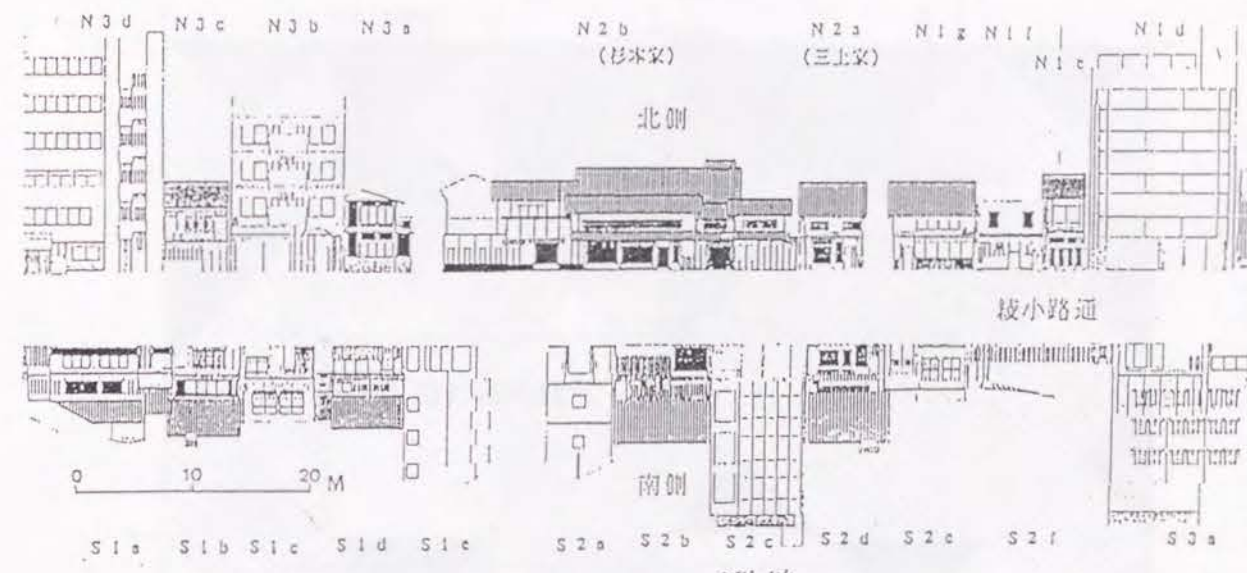 N3d N3c N3b N3a N2b N2a N1g N1f N1e N1d
(杉本家) (三上家)
北側
綾小路通
0 10 20 M
南側
S1a S1b S1c S1d S1e S2a S2b S2c S2d S2e S2f S3a